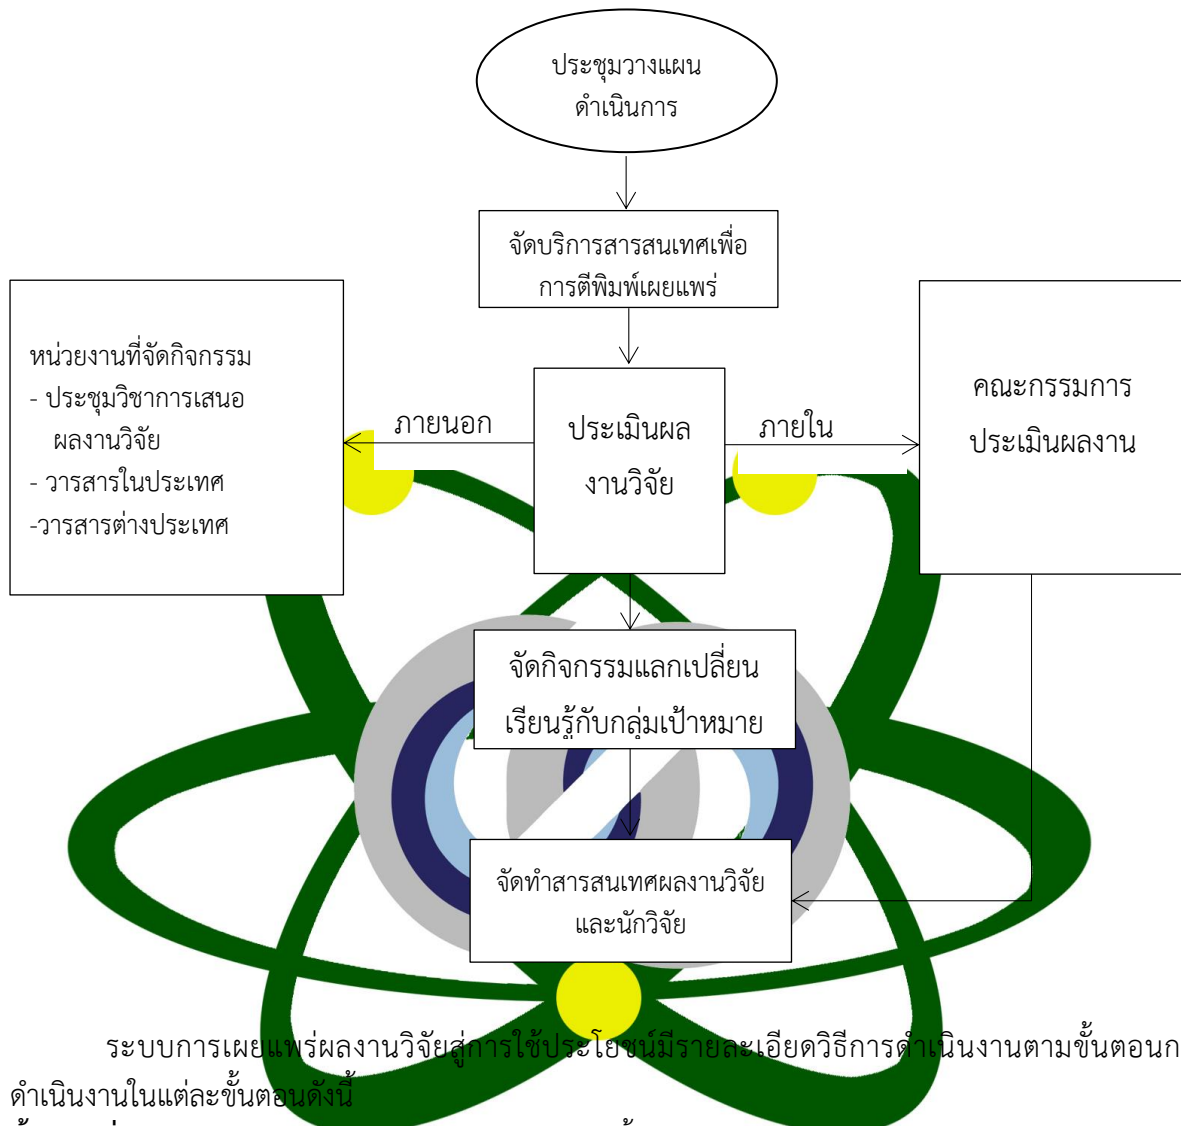 ประชุมวางแผน
ดำเนินการ
จัดบริการสารสนเทศเพื่อ
การตีพิมพ์เผยแพร่
หน่วยงานที่จัดกิจกรรม
- ประชุมวิชาการเสนอ
ผลงานวิจัย
- วารสารในประเทศ
-วารสารต่างประเทศ
ภายนอก
ประเมินผล
งานวิจัย
ภายใน
คณะกรรมการ
ประเมินผลงาน
จัดกิจกรรมแลกเปลี่ยน
เรียนรู้กับกลุ่มเป้าหมาย
จัดทำสารสนเทศผลงานวิจัย
และนักวิจัย
ระบบการเผยแพร่ผลงานวิจัยสู่การใช้ประโยชน์มีรายละเอียดวิธีการดำเนินงานตามขั้นตอนก
ดำเนินงานในแต่ละขั้นตอนดังนี้